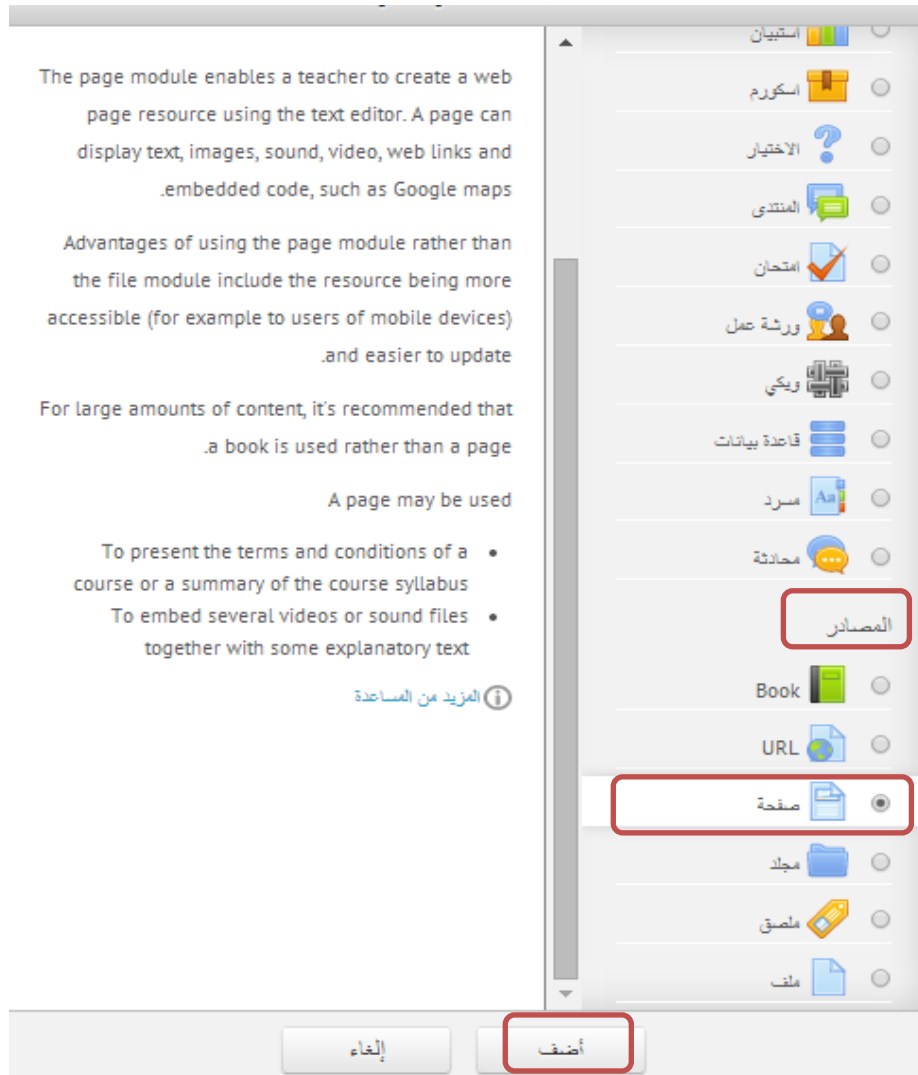 استبيان
اسكورم
الاختيار
المنتدى
امتحان
ورشة عمل
ويكي
قاعدة بيانات
مسرد
محادثة
المصادر
Book
URL
صفحة
مجلد
ملصق
ملف
The page module enables a teacher to create a web
page resource using the text editor. A page can
display text, images, sound, video, web links and
.embedded code, such as Google maps
Advantages of using the page module rather than
the file module include the resource being more
accessible (for example to users of mobile devices)
.and easier to update
For large amounts of content, it's recommended that
.a book is used rather than a page
A page may be used
To present the terms and conditions of a •
course or a summary of the course syllabus
To embed several videos or sound files •
together with some explanatory text
المزيد من المساعدة
أضف
إلغاء